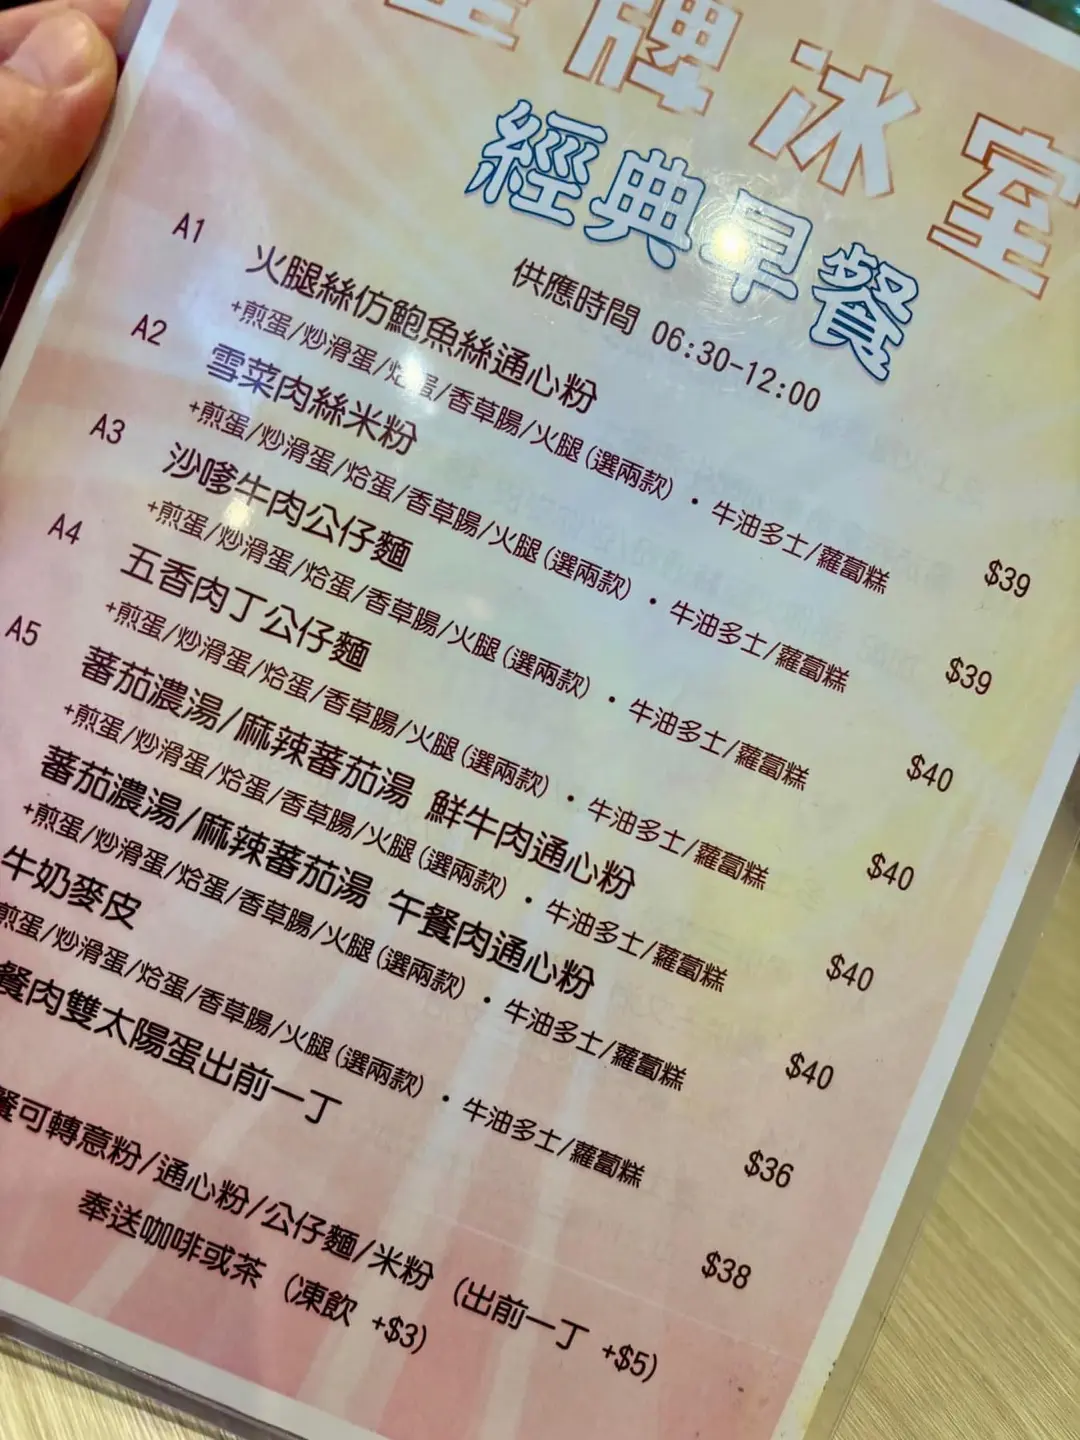 牌冰室
經典早餐
供應時間 06:30-12:00
A1 火腿絲仿鮑魚絲通心粉
+煎蛋/炒滑蛋/烚蛋/香草腸/火腿(選兩款)・牛油多士/蘿蔔糕 $39
A2 雪菜肉絲米粉
+煎蛋/炒滑蛋/烚蛋/香草腸/火腿(選兩款)・牛油多士/蘿蔔糕 $39
A3 沙嗲牛肉公仔麵
+煎蛋/炒滑蛋/烚蛋/香草腸/火腿(選兩款)・牛油多士/蘿蔔糕 $40
A4 五香肉丁公仔麵
+煎蛋/炒滑蛋/烚蛋/香草腸/火腿(選兩款)・牛油多士/蘿蔔糕 $40
A5 蕃茄濃湯/麻辣蕃茄湯 鮮牛肉通心粉
+煎蛋/炒滑蛋/烚蛋/香草腸/火腿(選兩款)・牛油多士/蘿蔔糕 $40
蕃茄濃湯/麻辣蕃茄湯 午餐肉通心粉
+煎蛋/炒滑蛋/烚蛋/香草腸/火腿(選兩款)・牛油多士/蘿蔔糕 $40
牛奶麥皮
煎蛋/炒滑蛋/烚蛋/香草腸/火腿(選兩款)・牛油多士/蘿蔔糕 $36
餐肉雙太陽蛋出前一丁 $38
餐可轉意粉/通心粉/公仔麵/米粉 (出前一丁 +$5)
奉送咖啡或茶 (凍飲 +$3)